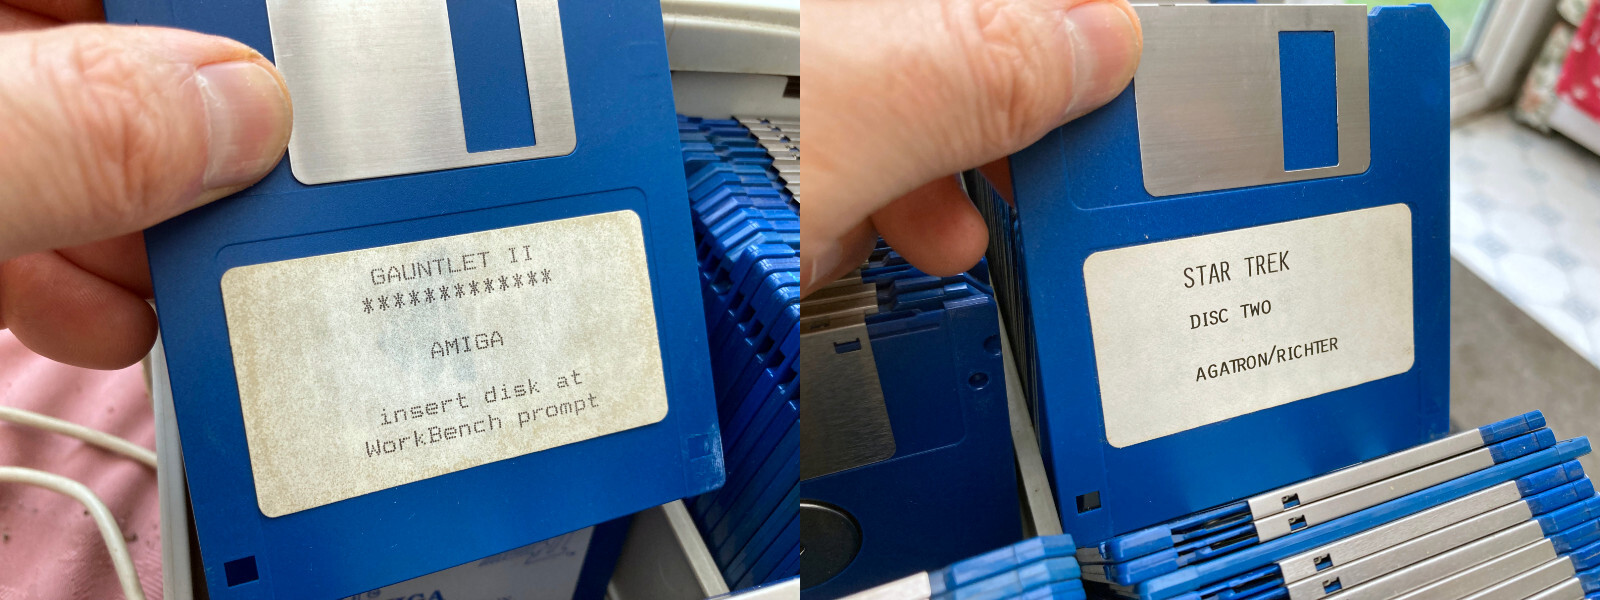 GAUNTLET II
*************
AMIGA
insert disk at
WorkBench prompt
STAR TREK
DISC TWO
AGATRON/RICHTER